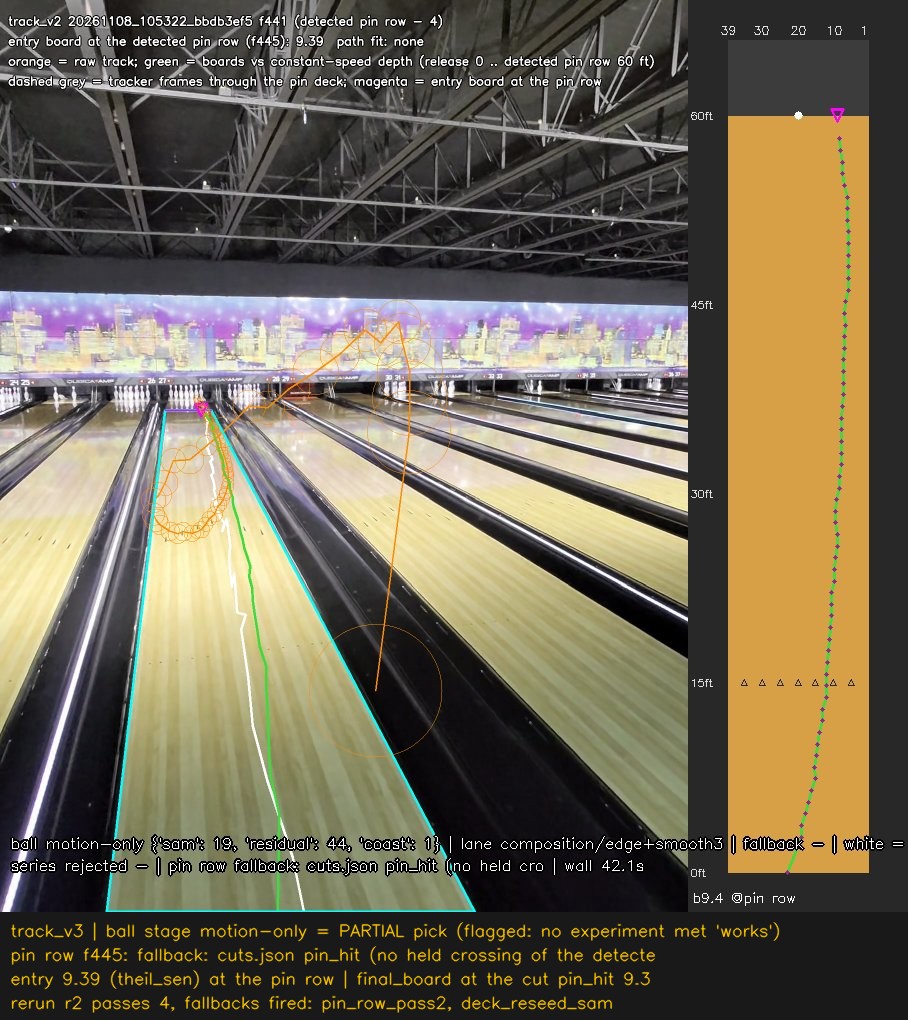 track_v2 20261108_105322_bbdb3ef5 f441 (detected pin row - 4)
entry board at the detected pin row (f445): 9.39 path fit: none
orange = raw track; green = boards vs constant-speed depth (release 0 .. detected pin row 60 ft)
dashed grey = tracker frames through the pin deck; magenta = entry board at the pin row
39 30 20 10 1
60ft
45ft
30ft
15ft
0ft
24 25
26 27
28 29
ball motion-only {'sam': 19, 'residual': 44, 'coast': 1} | lane composition/edge+smooth3 | fallback - | white =
series rejected - | pin row fallback: cuts.json pin_hit (no held cro | wall 42.1s
b9.4 @pin row
track_v3 | ball stage motion-only = PARTIAL pick (flagged: no experiment met 'works')
pin row f445: fallback: cuts.json pin_hit (no held crossing of the detecte
entry 9.39 (theil_sen) at the pin row | final_board at the cut pin_hit 9.3
rerun r2 passes 4, fallbacks fired: pin_row_pass2, deck_reseed_sam